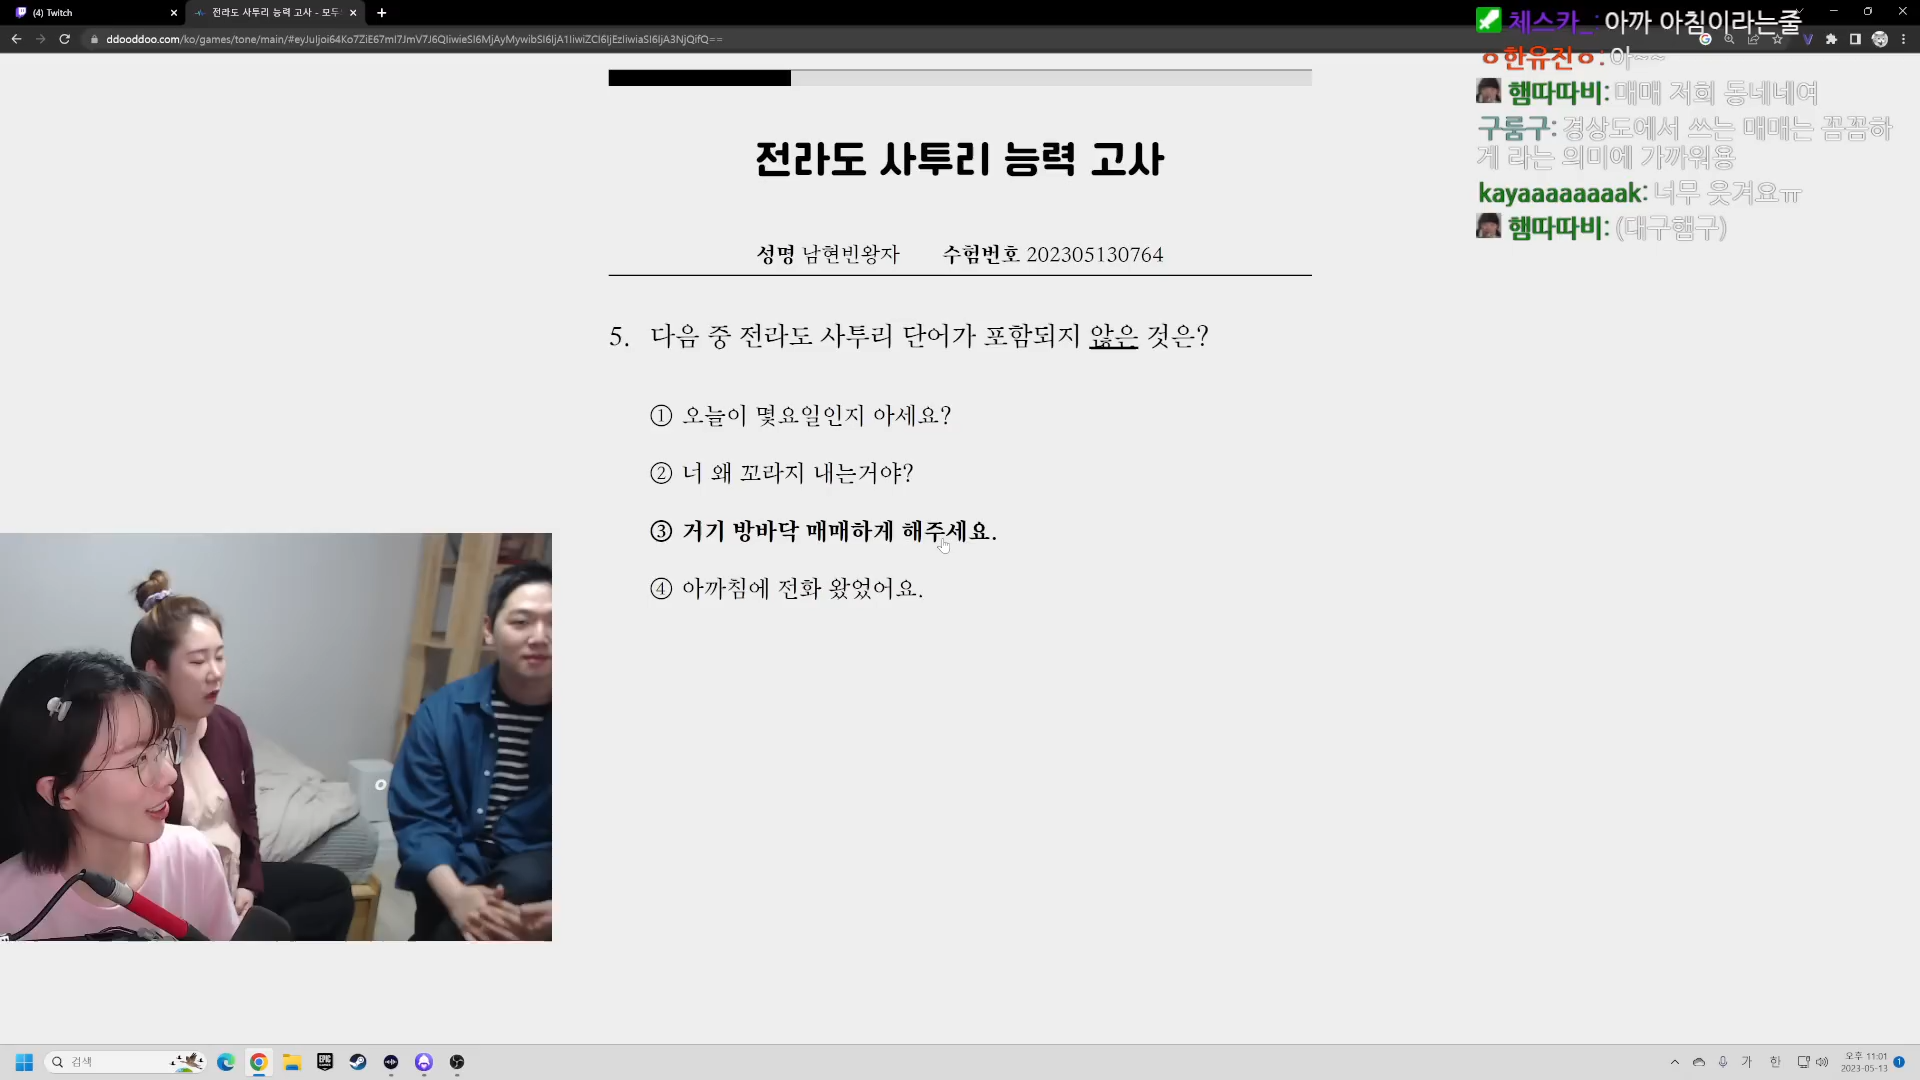 (4) Twitch
전라도 사투리 능력 고사 - 모두
ddooddoo.com/ko/games/tone/main/#eyJuIjoi64Ko7ZiE67mI7JmV7J6QIiwieSI6MjAyMywibSI6IjA1IiwiZCI6IjEzIiwiaSI6IjA3NjQifQ==
체스카_: 아까 아침이라는줄
ㅇ한유진ㅇ: 아~~
햄따따비: 매매 저희 동네네여
구룸구: 경상도에서 쓰는 매매는 꼼꼼하
게 라는 의미에 가까워용
kayaaaaaaaaak: 너무 웃겨요ㅠ
햄따따비: (대구햄구)
전라도 사투리 능력 고사
성명 남현빈왕자 수험번호 202305130764
5. 다음 중 전라도 사투리 단어가 포함되지 않은 것은?
① 오늘이 몇요일인지 아세요?
② 너 왜 꼬라지 내는거야?
③ 거기 방바닥 매매하게 해주세요.
④ 아까침에 전화 왔었어요.
검색
EPIC
가
한
오후 11:01
2023-05-13
1